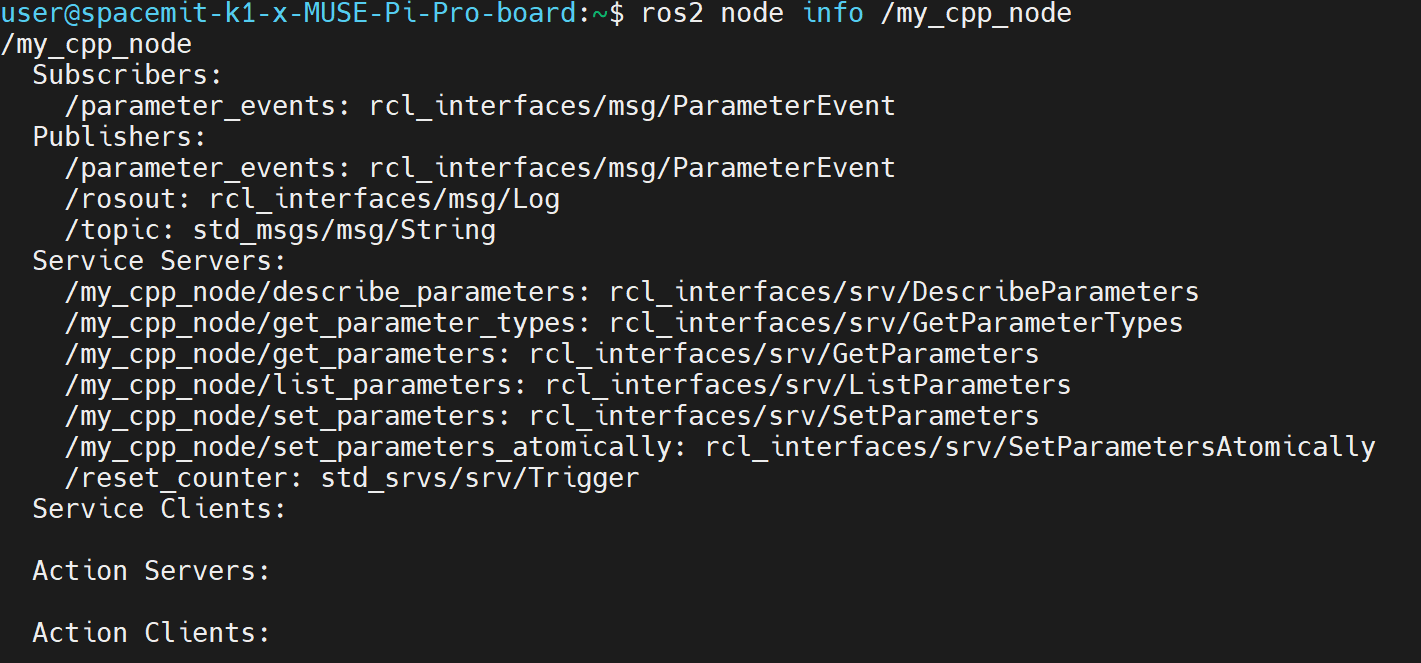 user@spacemit-k1-x-MUSE-Pi-Pro-board:~$ ros2 node info /my_cpp_node
/my_cpp_node
  Subscribers:
    /parameter_events: rcl_interfaces/msg/ParameterEvent
  Publishers:
    /parameter_events: rcl_interfaces/msg/ParameterEvent
    /rosout: rcl_interfaces/msg/Log
    /topic: std_msgs/msg/String
  Service Servers:
    /my_cpp_node/describe_parameters: rcl_interfaces/srv/DescribeParameters
    /my_cpp_node/get_parameter_types: rcl_interfaces/srv/GetParameterTypes
    /my_cpp_node/get_parameters: rcl_interfaces/srv/GetParameters
    /my_cpp_node/list_parameters: rcl_interfaces/srv/ListParameters
    /my_cpp_node/set_parameters: rcl_interfaces/srv/SetParameters
    /my_cpp_node/set_parameters_atomically: rcl_interfaces/srv/SetParametersAtomically
    /reset_counter: std_srvs/srv/Trigger
  Service Clients:
  Action Servers:
  Action Clients: